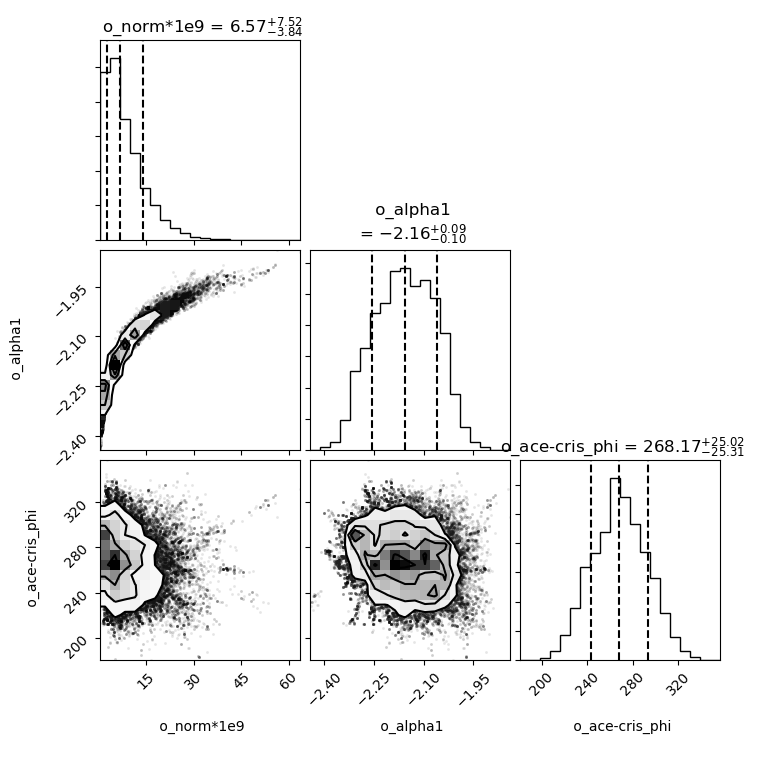 o_norm*1e9 = 6.57+7.52−3.84
o_alpha1
= −2.16+0.09−0.10
−1.95
−2.10
−2.25
−2.40
o_alpha1
o_ace-cris_phi = 268.17+25.02−25.31
320
280
240
200
o_ace-cris_phi
15 30 45 60
−2.40 −2.25 −2.10 −1.95
200 240 280 320
o_norm*1e9 o_alpha1 o_ace-cris_phi